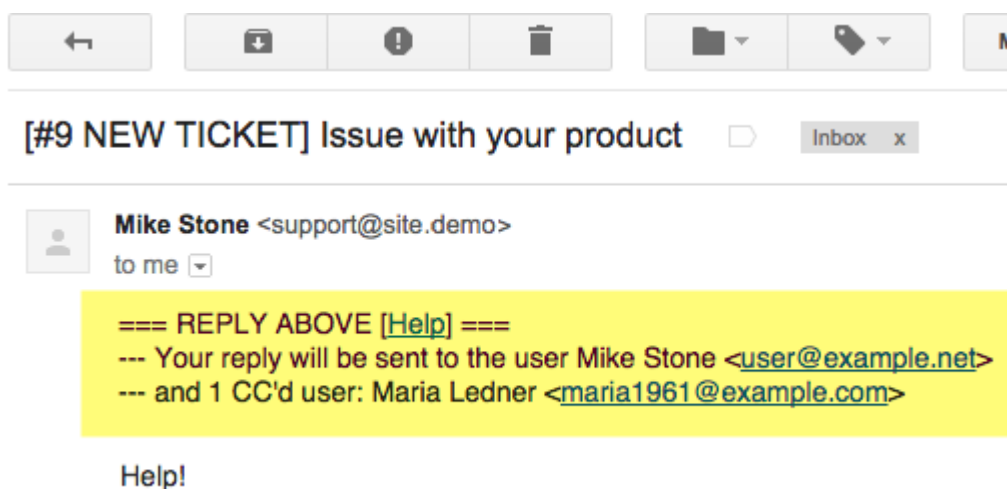 M
[#9 NEW TICKET] Issue with your product
Inbox x
Mike Stone <support@site.demo>
to me
=== REPLY ABOVE [Help] ===
--- Your reply will be sent to the user Mike Stone <user@example.net>
--- and 1 CC'd user: Maria Ledner <maria1961@example.com>
Help!